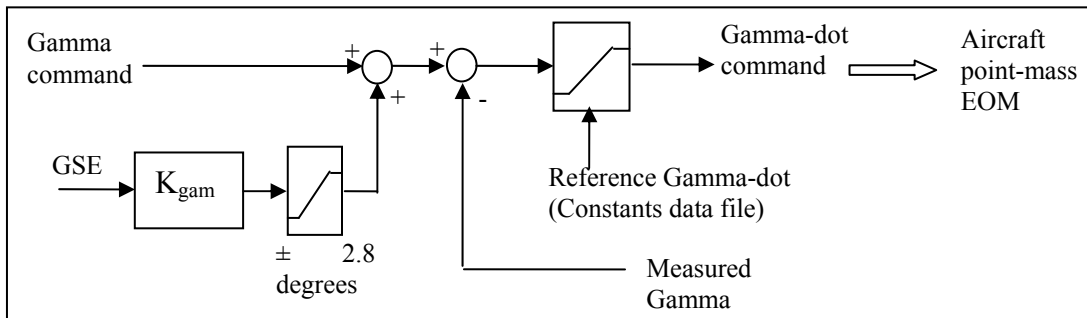 Gamma
command
+
+
+
-
Gamma-dot
command
Aircraft
point-mass
EOM
GSE
Kgam
± 2.8
degrees
Reference Gamma-dot
(Constants data file)
Measured
Gamma